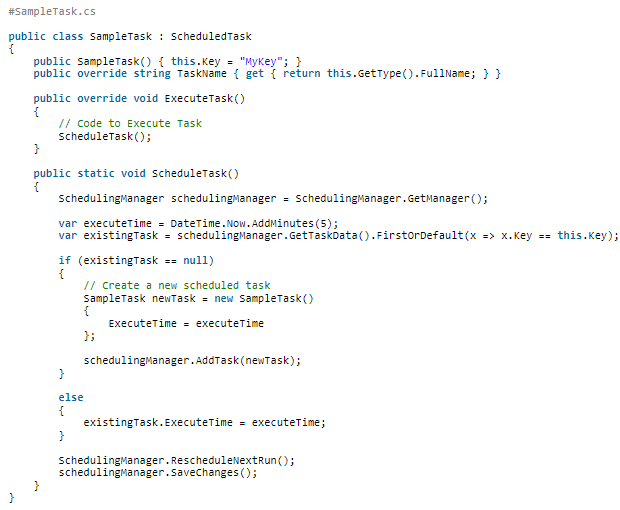 #SampleTask.cs
public class SampleTask : ScheduledTask
{
public SampleTask() { this.Key = "MyKey"; }
public override string TaskName { get { return this.GetType().FullName; } }
public override void ExecuteTask()
{
// Code to Execute Task
ScheduleTask();
}
public static void ScheduleTask()
{
SchedulingManager schedulingManager = SchedulingManager.GetManager();
var executeTime = DateTime.Now.AddMinutes(5);
var existingTask = schedulingManager.GetTaskData().FirstOrDefault(x => x.Key == this.Key);
if (existingTask == null)
{
// Create a new scheduled task
SampleTask newTask = new SampleTask()
{
ExecuteTime = executeTime
};
schedulingManager.AddTask(newTask);
}
else
{
existingTask.ExecuteTime = executeTime;
}
SchedulingManager.RescheduleNextRun();
schedulingManager.SaveChanges();
}
}